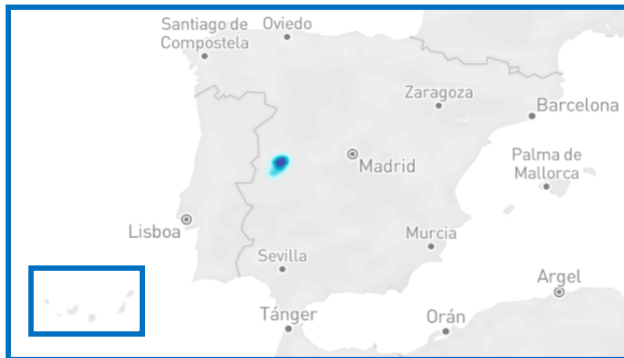 Santiago de
Compostela
Oviedo
Zaragoza
Barcelona
Madrid
Palma de
Mallorca
Lisboa
Murcia
Sevilla
Argel
Tánger
Orán